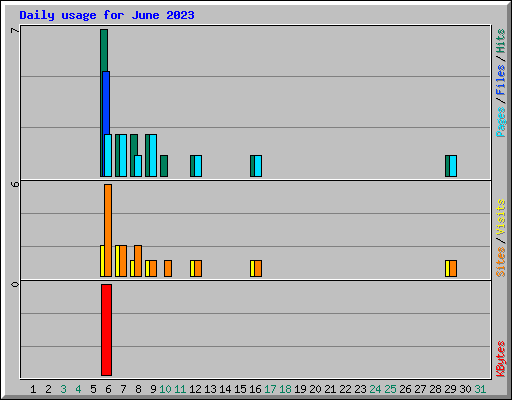 Daily usage for June 2023
7
Pages / Files / Hits
6
Sites / Visits
0
KBytes
1 2 3 4 5 6 7 8 9 10 11 12 13 14 15 16 17 18 19 20 21 22 23 24 25 26 27 28 29 30 31